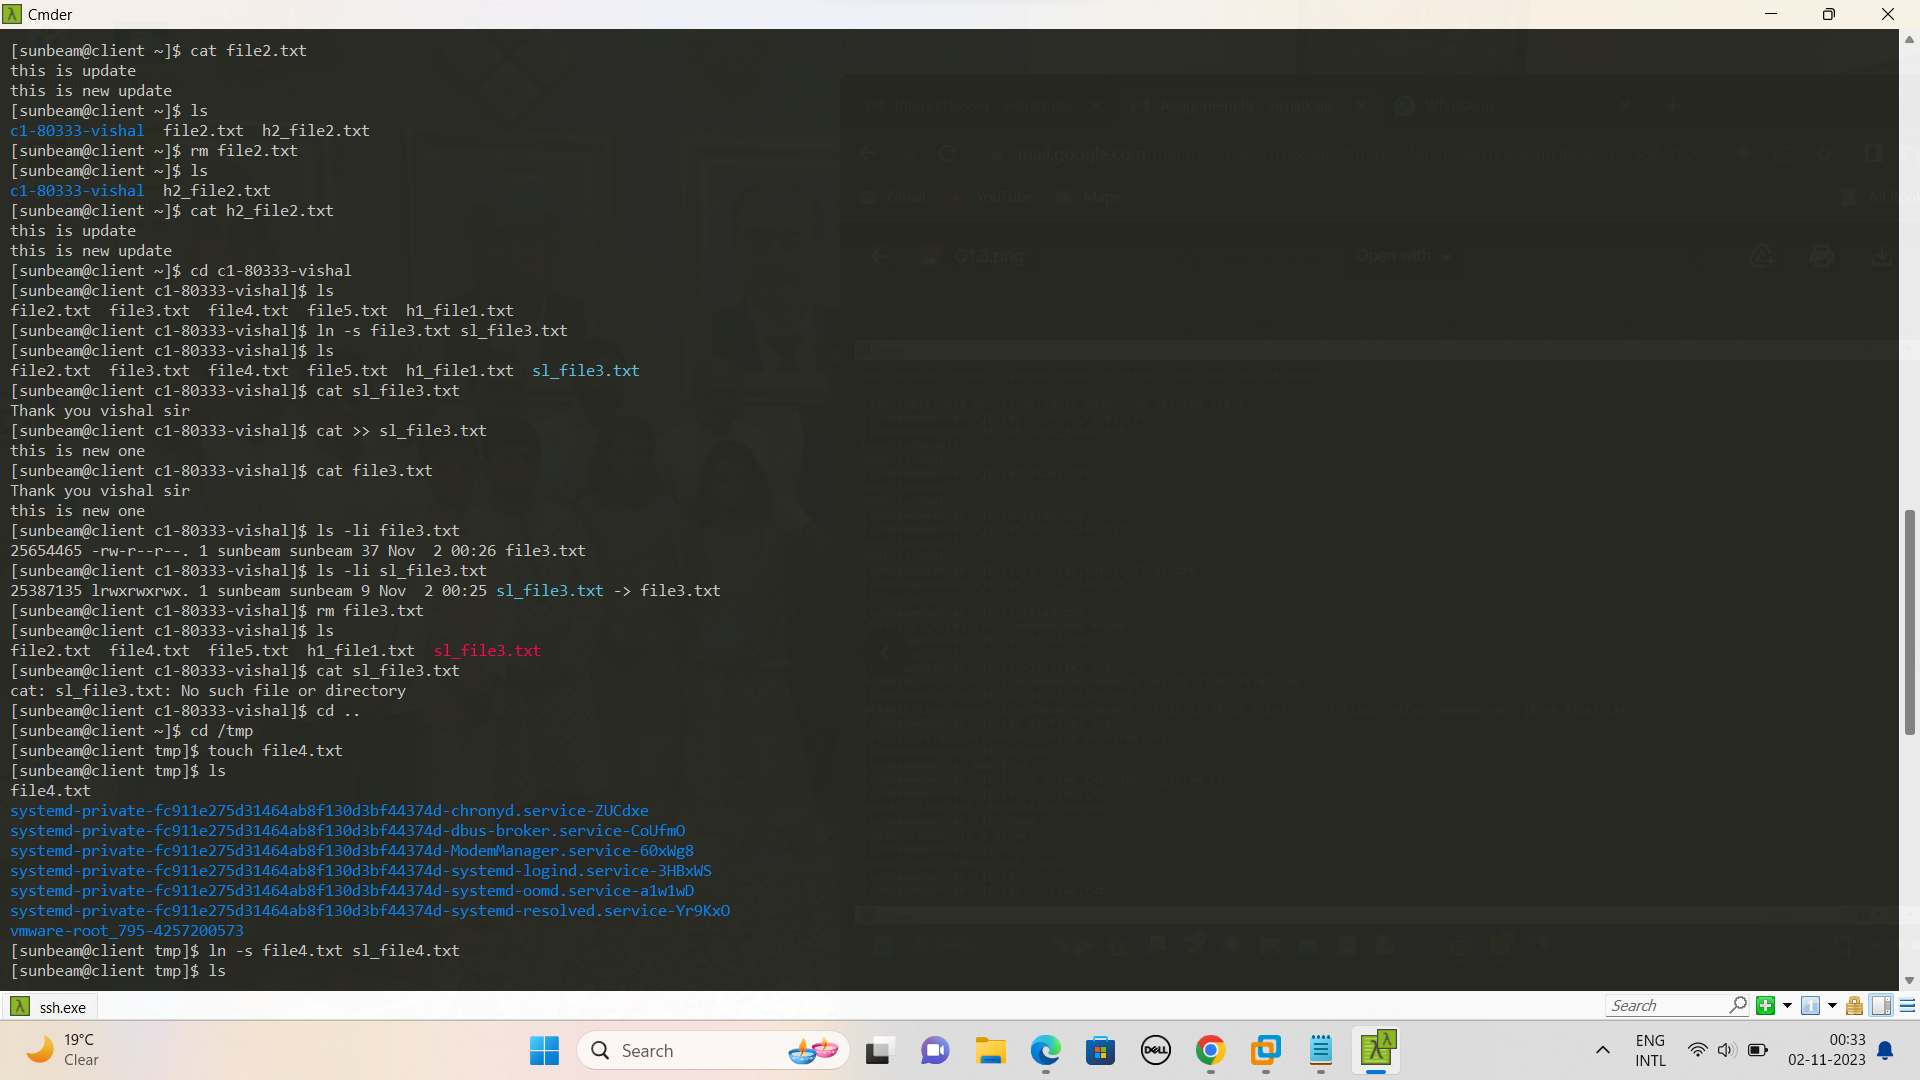 Cmder
[sunbeam@client ~]$ cat file2.txt
this is update
this is new update
[sunbeam@client ~]$ ls
c1-80333-vishal  file2.txt  h2_file2.txt
[sunbeam@client ~]$ rm file2.txt
[sunbeam@client ~]$ ls
c1-80333-vishal  h2_file2.txt
[sunbeam@client ~]$ cat h2_file2.txt
this is update
this is new update
[sunbeam@client ~]$ cd c1-80333-vishal
[sunbeam@client c1-80333-vishal]$ ls
file2.txt  file3.txt  file4.txt  file5.txt  h1_file1.txt
[sunbeam@client c1-80333-vishal]$ ln -s file3.txt sl_file3.txt
[sunbeam@client c1-80333-vishal]$ ls
file2.txt  file3.txt  file4.txt  file5.txt  h1_file1.txt  sl_file3.txt
[sunbeam@client c1-80333-vishal]$ cat sl_file3.txt
Thank you vishal sir
[sunbeam@client c1-80333-vishal]$ cat >> sl_file3.txt
this is new one
[sunbeam@client c1-80333-vishal]$ cat file3.txt
Thank you vishal sir
this is new one
[sunbeam@client c1-80333-vishal]$ ls -li file3.txt
25654465 -rw-r--r--. 1 sunbeam sunbeam 37 Nov  2 00:26 file3.txt
[sunbeam@client c1-80333-vishal]$ ls -li sl_file3.txt
25387135 lrwxrwxrwx. 1 sunbeam sunbeam 9 Nov  2 00:25 sl_file3.txt -> file3.txt
[sunbeam@client c1-80333-vishal]$ rm file3.txt
[sunbeam@client c1-80333-vishal]$ ls
file2.txt  file4.txt  file5.txt  h1_file1.txt  sl_file3.txt
[sunbeam@client c1-80333-vishal]$ cat sl_file3.txt
cat: sl_file3.txt: No such file or directory
[sunbeam@client c1-80333-vishal]$ cd ..
[sunbeam@client ~]$ cd /tmp
[sunbeam@client tmp]$ touch file4.txt
[sunbeam@client tmp]$ ls
file4.txt
systemd-private-fc911e275d31464ab8f130d3bf44374d-chronyd.service-ZUCdxe
systemd-private-fc911e275d31464ab8f130d3bf44374d-dbus-broker.service-CoUfmO
systemd-private-fc911e275d31464ab8f130d3bf44374d-ModemManager.service-60xWg8
systemd-private-fc911e275d31464ab8f130d3bf44374d-systemd-logind.service-3HBxWS
systemd-private-fc911e275d31464ab8f130d3bf44374d-systemd-oomd.service-a1w1wD
systemd-private-fc911e275d31464ab8f130d3bf44374d-systemd-resolved.service-Yr9KxO
vmware-root_795-4257200573
[sunbeam@client tmp]$ ln -s file4.txt sl_file4.txt
[sunbeam@client tmp]$ ls
WhatsApp
mail.google.com
Gmail YouTube Maps
Q1.3.png Open with
ssh.exe
Search
19°C
Clear
Search
DELL
ENG
INTL
00:33
02-11-2023